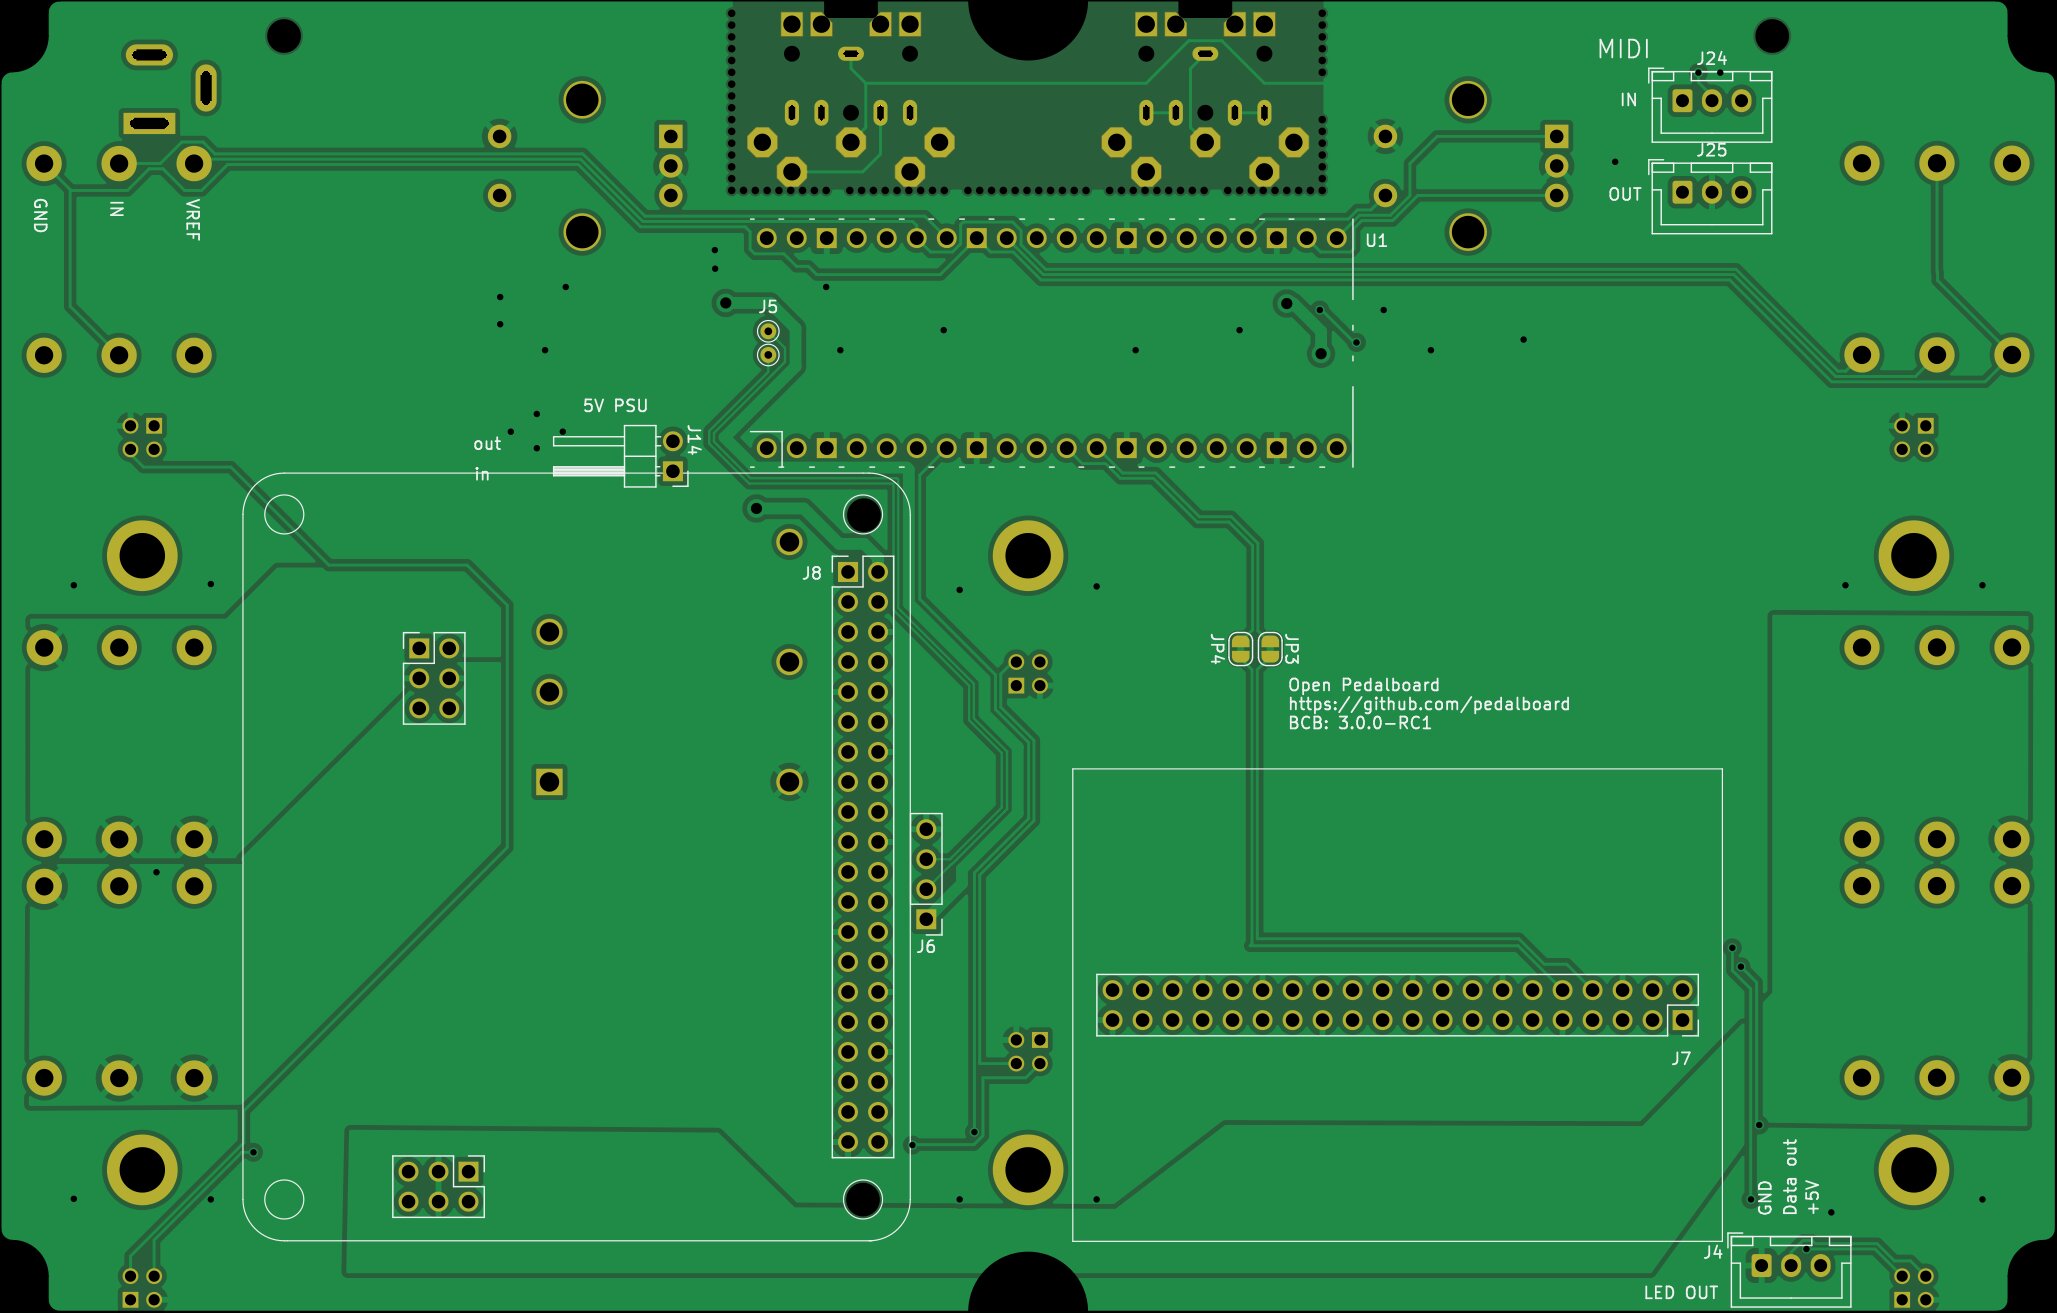 MIDI
J24
IN
J25
OUT
GND
IN
VREF
U1
J5
5V PSU
out
J14
in
J8
JP4
JP3
Open Pedalboard
https://github.com/pedalboard
BCB: 3.0.0-RC1
J6
J7
GND
Data out
+5V
J4
LED OUT